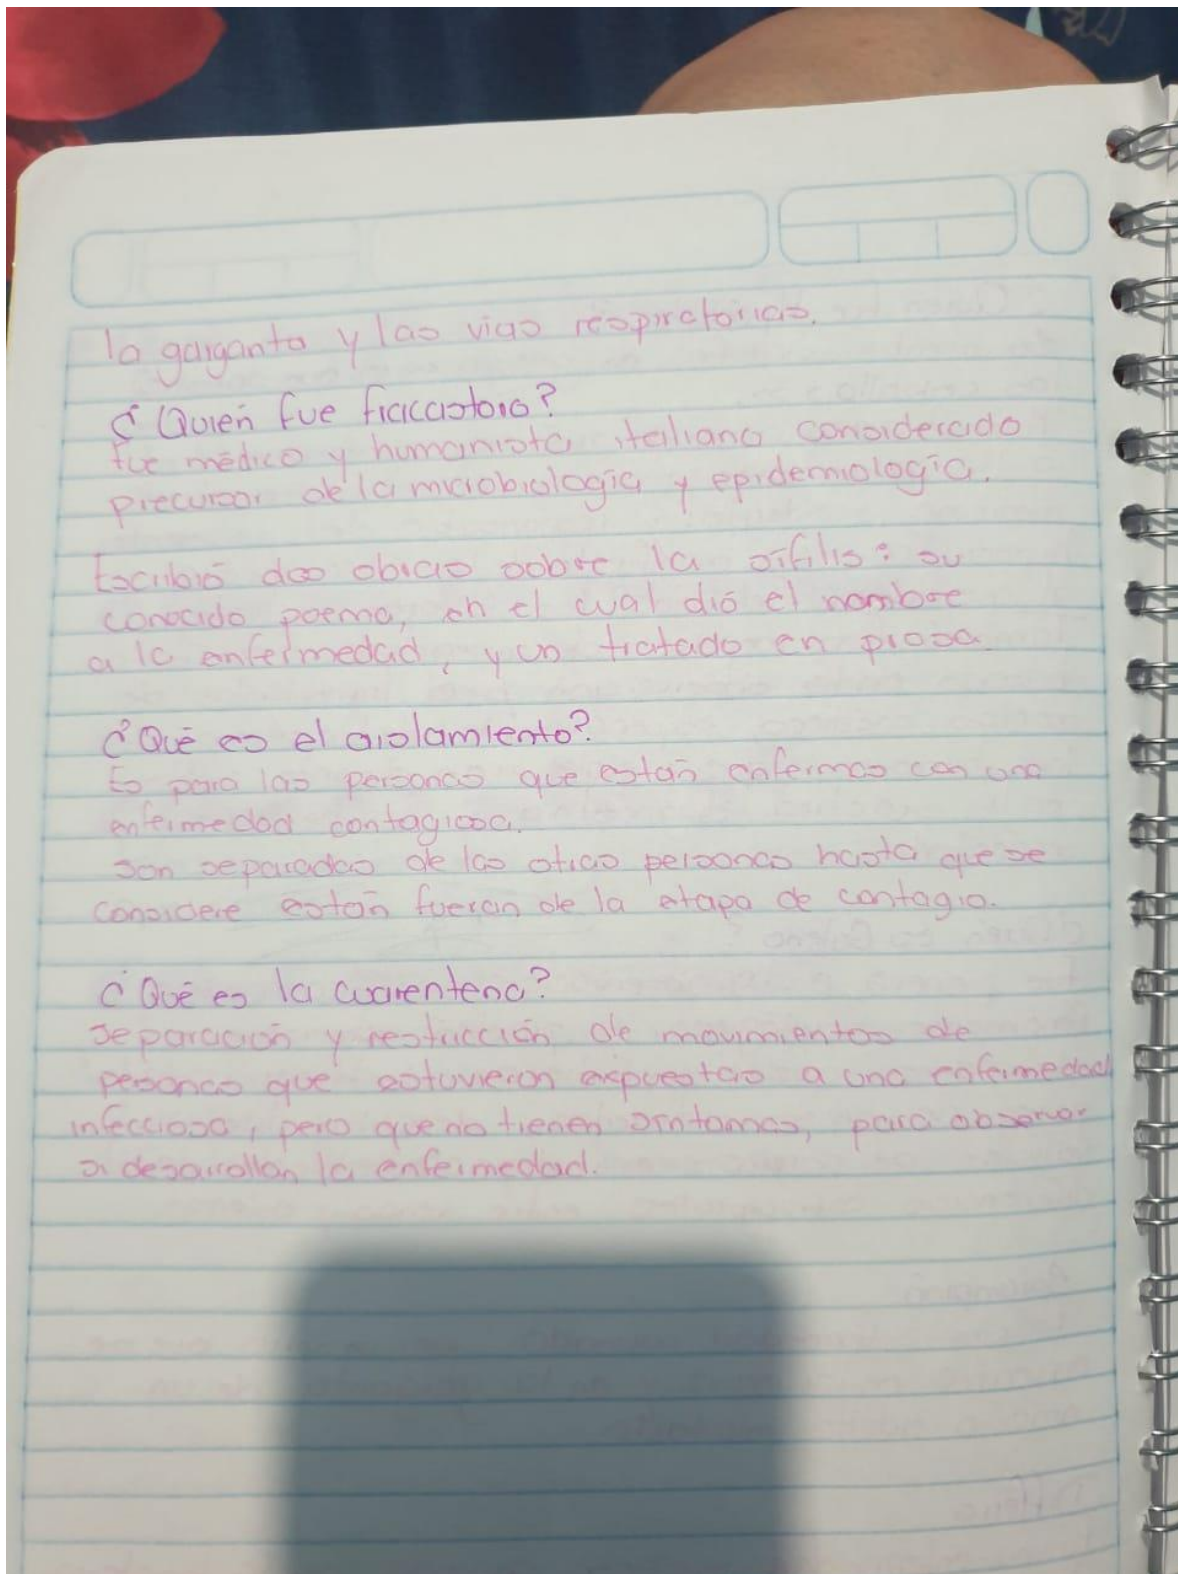 la garganta y las vias respiratorias.
¿Quién fue fracastoro?
fue médico y humanista italiano considerado
precursor de la microbiología y epidemiología.
Escribió dos obras sobre la sífilis: su
conocido poema, en el cual dió el nombre
a la enfermedad, y un tratado en prosa.
¿Qué es el aislamiento?
Es para las personas que están enfermas con una
enfermedad contagiosa.
Son separadas de las otras personas hasta que se
considere están fueran de la etapa de contagio.
¿Qué es la cuarentena?
Separación y restricción de movimientos de
personas que estuvieron expuestas a una enfermedad
infecciosa, pero que no tienen síntomas, para observar
si desarrollan la enfermedad.